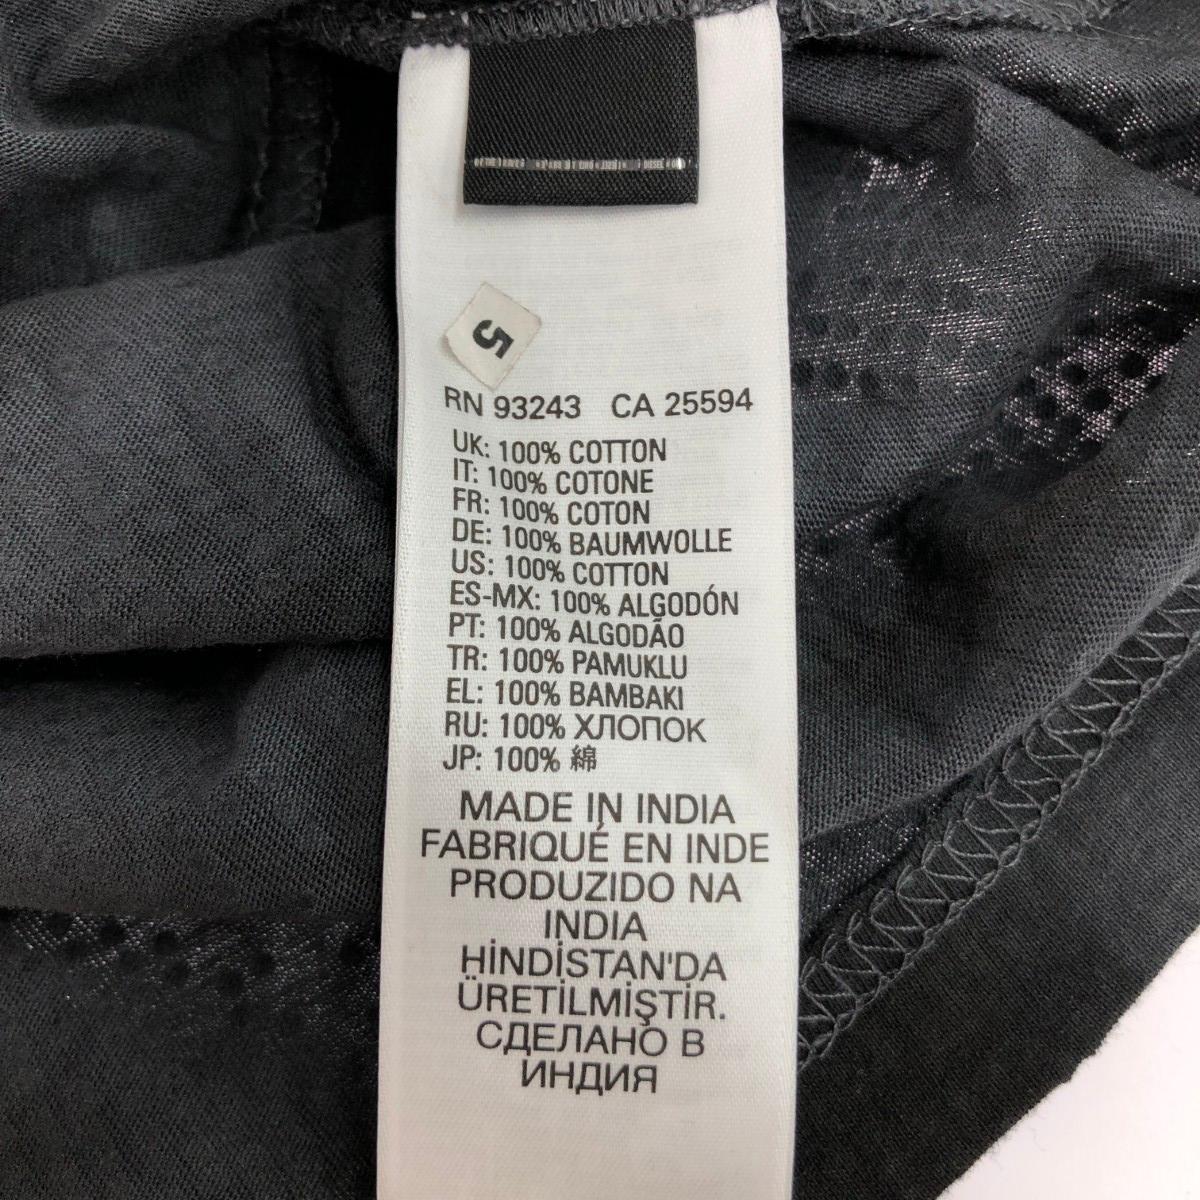 DIESEL
5
RN 93243 CA 25594
UK: 100% COTTON
IT: 100% COTONE
FR: 100% COTON
DE: 100% BAUMWOLLE
US: 100% COTTON
ES-MX: 100% ALGODÓN
PT: 100% ALGODÃO
TR: 100% PAMUKLU
EL: 100% BAMBAKI
RU: 100% ХЛОПОК
JP: 100% 綿
MADE IN INDIA
FABRIQUÉ EN INDE
PRODUZIDO NA
INDIA
HİNDİSTAN'DA
ÜRETİLMİŞTİR.
СДЕЛАНО В
ИНДИЯ